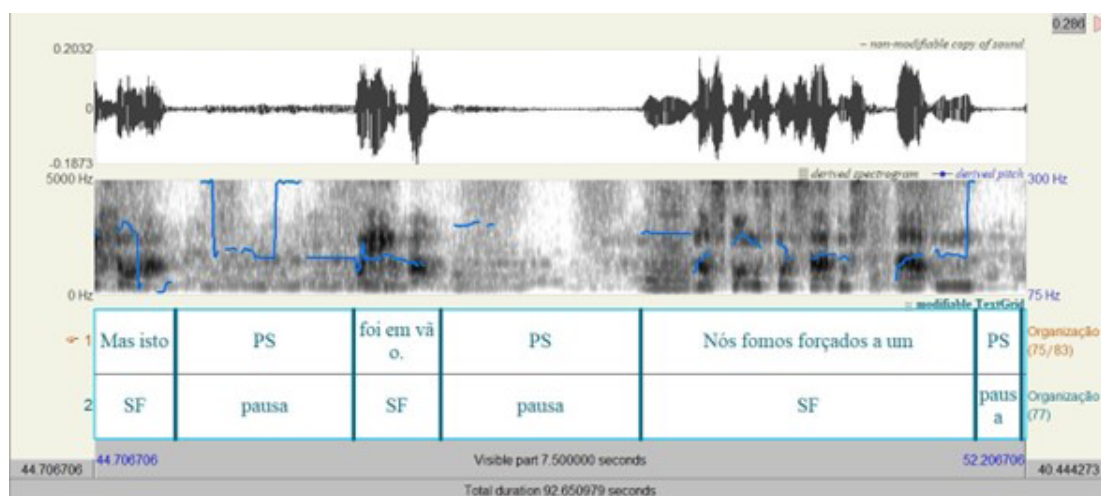 0.286
0.2032
– non-modifiable copy of sound
0
-0.1873
5000 Hz
derived spectrogram
derived pitch
300 Hz
0 Hz
75 Hz
modifiable TextGrid
1
Mas isto
PS
foi em vã
o.
PS
Nós fomos forçados a um
PS
Organização
(75/83)
2
SF
pausa
SF
pausa
SF
paus
a
Organização
(77)
44.706706
44.706706
Visible part 7.500000 seconds
52.206706
40.444273
Total duration 92.650979 seconds